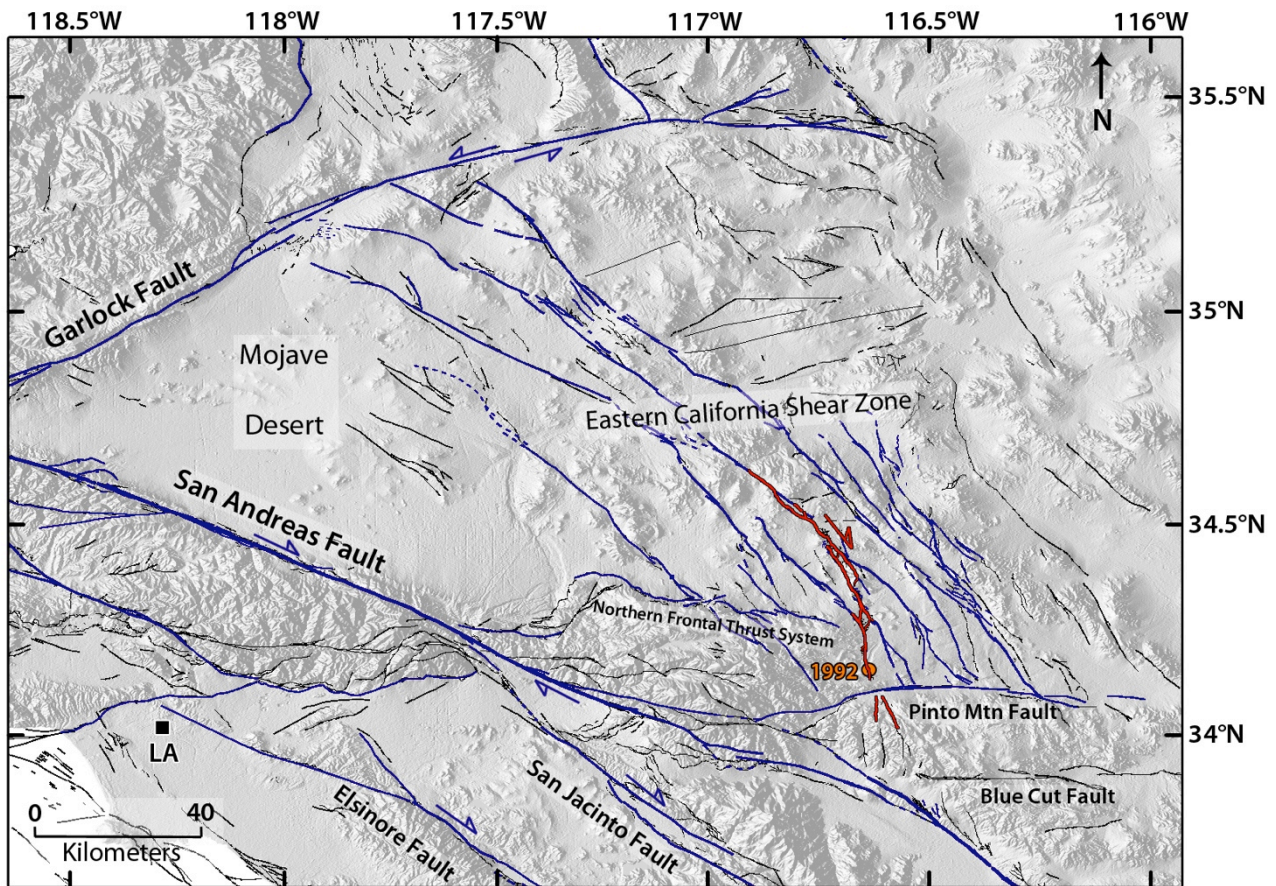 118.5°W 118°W 117.5°W 117°W 116.5°W 116°W
35.5°N
N
Garlock Fault
35°N
Mojave
Desert
Eastern California Shear Zone
San Andreas Fault
34.5°N
Northern Frontal Thrust System
1992
Pinto Mtn Fault
34°N
LA
Blue Cut Fault
San Jacinto Fault
Elsinore Fault
0 40
Kilometers